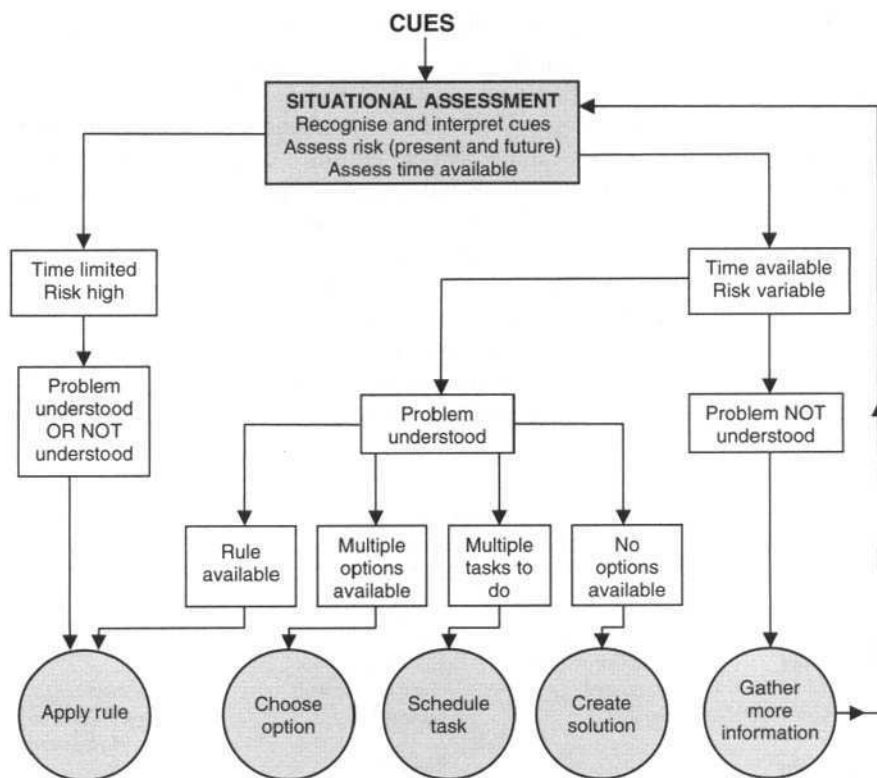 CUES
SITUATIONAL ASSESSMENT
Recognise and interpret cues
Assess risk (present and future)
Assess time available
Time limited
Risk high
Time available
Risk variable
Problem
understood
OR NOT
understood
Problem
understood
Problem NOT
understood
Rule
available
Multiple
options
available
Multiple
tasks to
do
No
options
available
Apply rule
Choose
option
Schedule
task
Create
solution
Gather
more
information